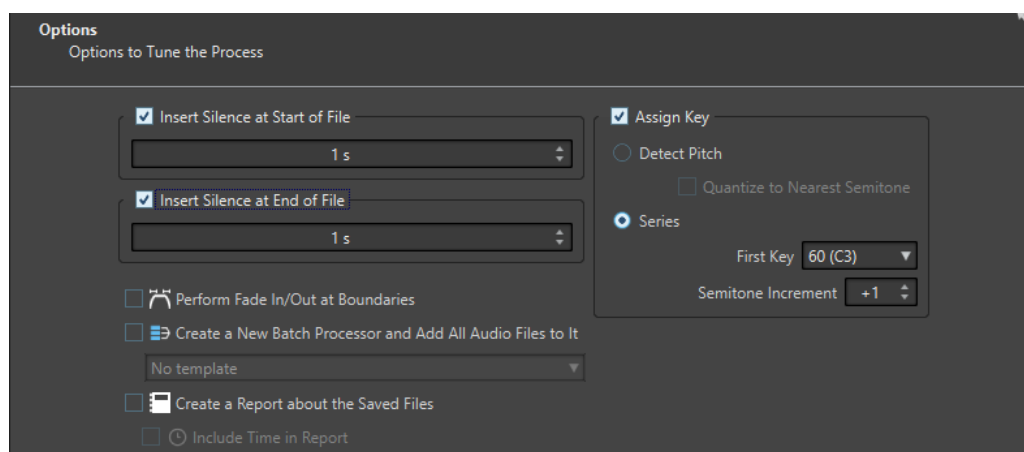 Options
Options to Tune the Process
Insert Silence at Start of File
1 s
Insert Silence at End of File
1 s
Perform Fade In/Out at Boundaries
Create a New Batch Processor and Add All Audio Files to It
No template
Create a Report about the Saved Files
Include Time in Report
Assign Key
Detect Pitch
Quantize to Nearest Semitone
Series
First Key 60 (C3)
Semitone Increment +1